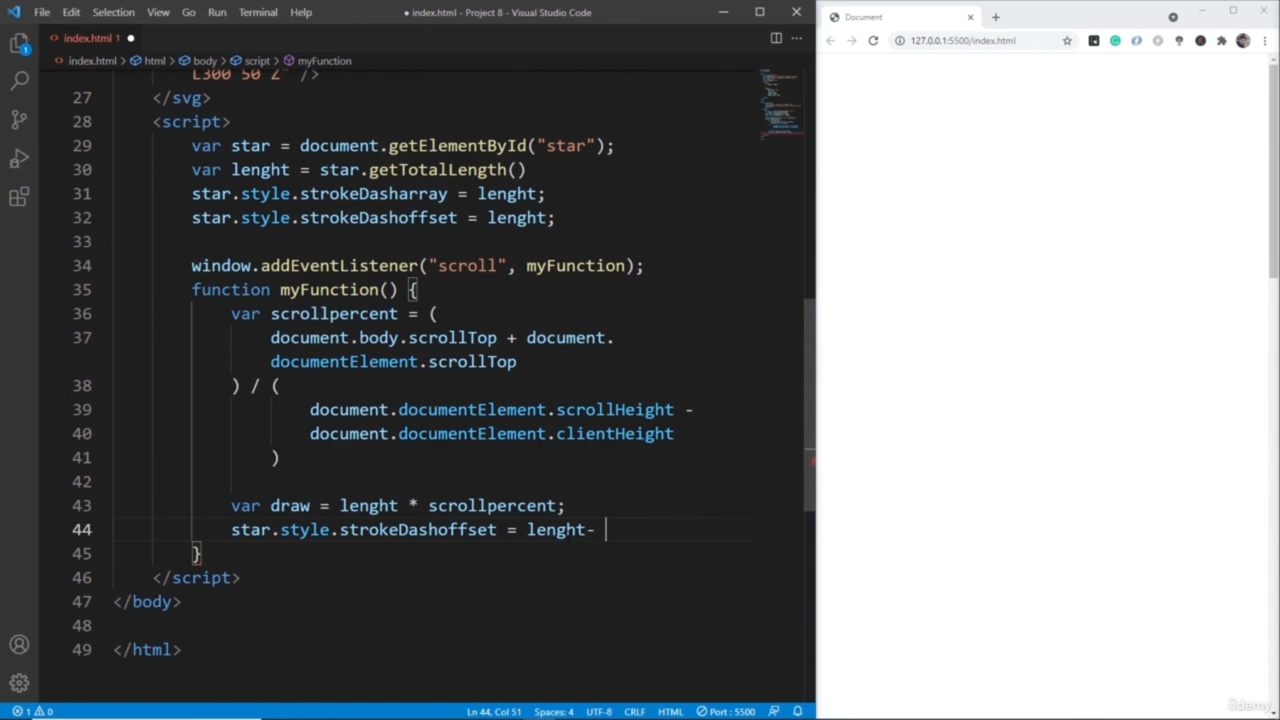 File Edit Selection View Go Run Terminal Help
● index.html - Project 8 - Visual Studio Code
index.html 1 ●
index.html > html > body > script > myFunction
L300 50 Z" />
27 </svg>
28 <script>
29 var star = document.getElementById("star");
30 var lenght = star.getTotalLength()
31 star.style.strokeDasharray = lenght;
32 star.style.strokeDashoffset = lenght;
33
34 window.addEventListener("scroll", myFunction);
35 function myFunction() {
36 var scrollpercent = (
37 document.body.scrollTop + document.
documentElement.scrollTop
38 ) / (
39 document.documentElement.scrollHeight -
40 document.documentElement.clientHeight
41 )
42
43 var draw = lenght * scrollpercent;
44 star.style.strokeDashoffset = lenght-
45 }
46 </script>
47 </body>
48
49 </html>
1 0
Ln 44, Col 51 Spaces: 4 UTF-8 CRLF HTML Port : 5500
Document
127.0.0.1:5500/index.html
ûdemy